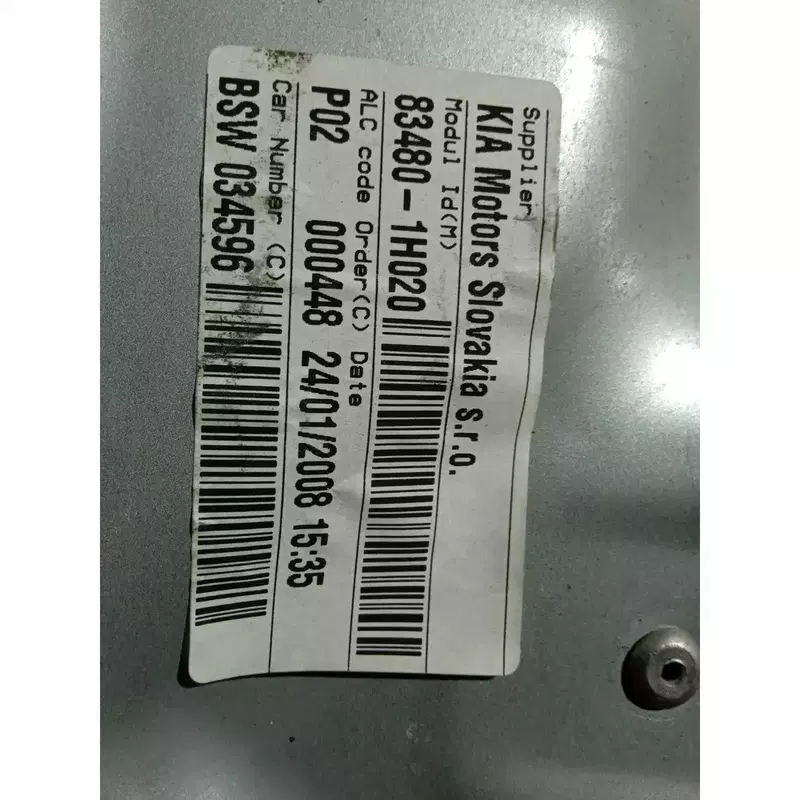 Supplier
KIA Motors Slovakia s.r.o.
Modul Id(M)
83480-1H020
ALC code Order(C) Date
P02 000448 24/01/2008 15:35
Car Number (C)
BSW 034596